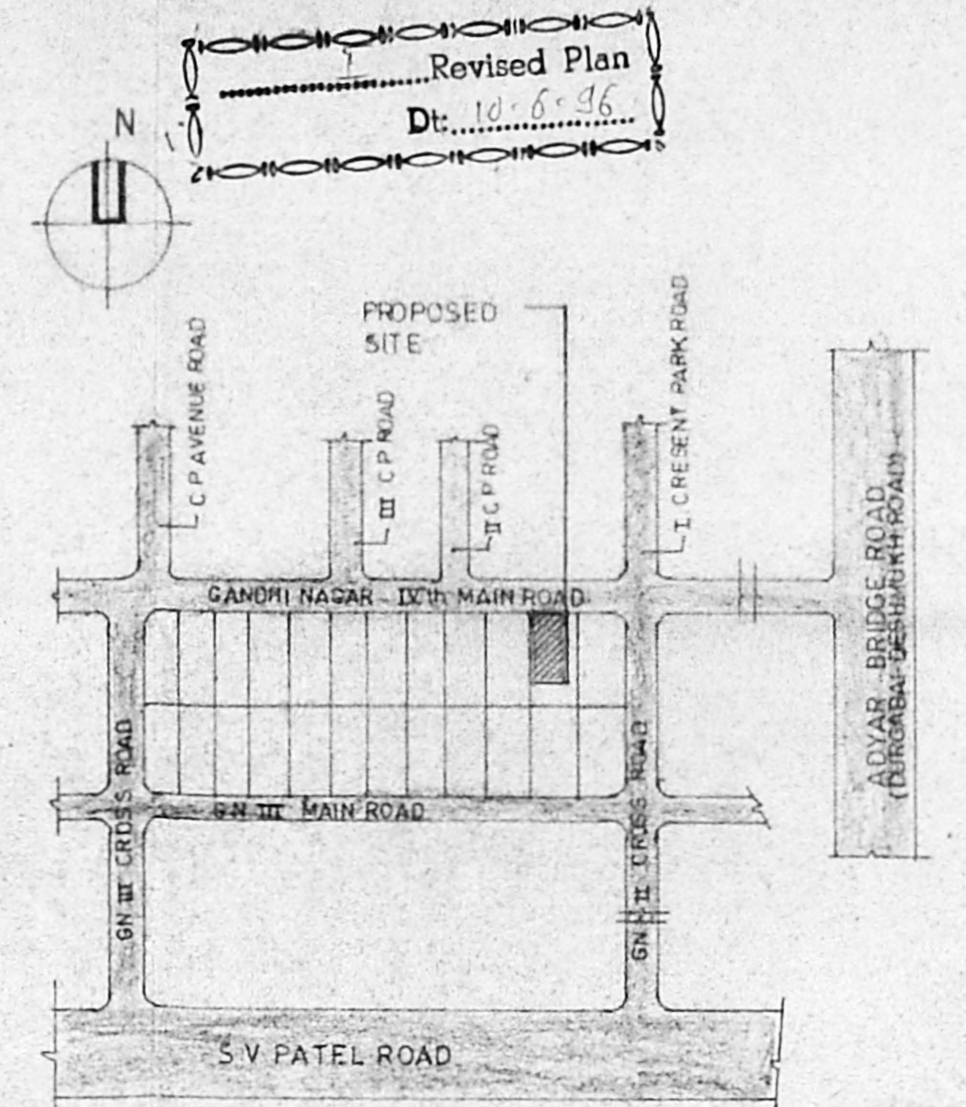 I Revised Plan
Dt: 10·6·96
N
PROPOSED
SITE
C P AVENUE ROAD
III C P ROAD
II C P ROAD
I. CRESENT PARK ROAD
GANDHI NAGAR - IVth MAIN ROAD
ADYAR BRIDGE ROAD
(DURGABAI DESHMUKH ROAD)
GN III CROSS ROAD
GN III MAIN ROAD
GN II CROSS ROAD
S.V PATEL ROAD